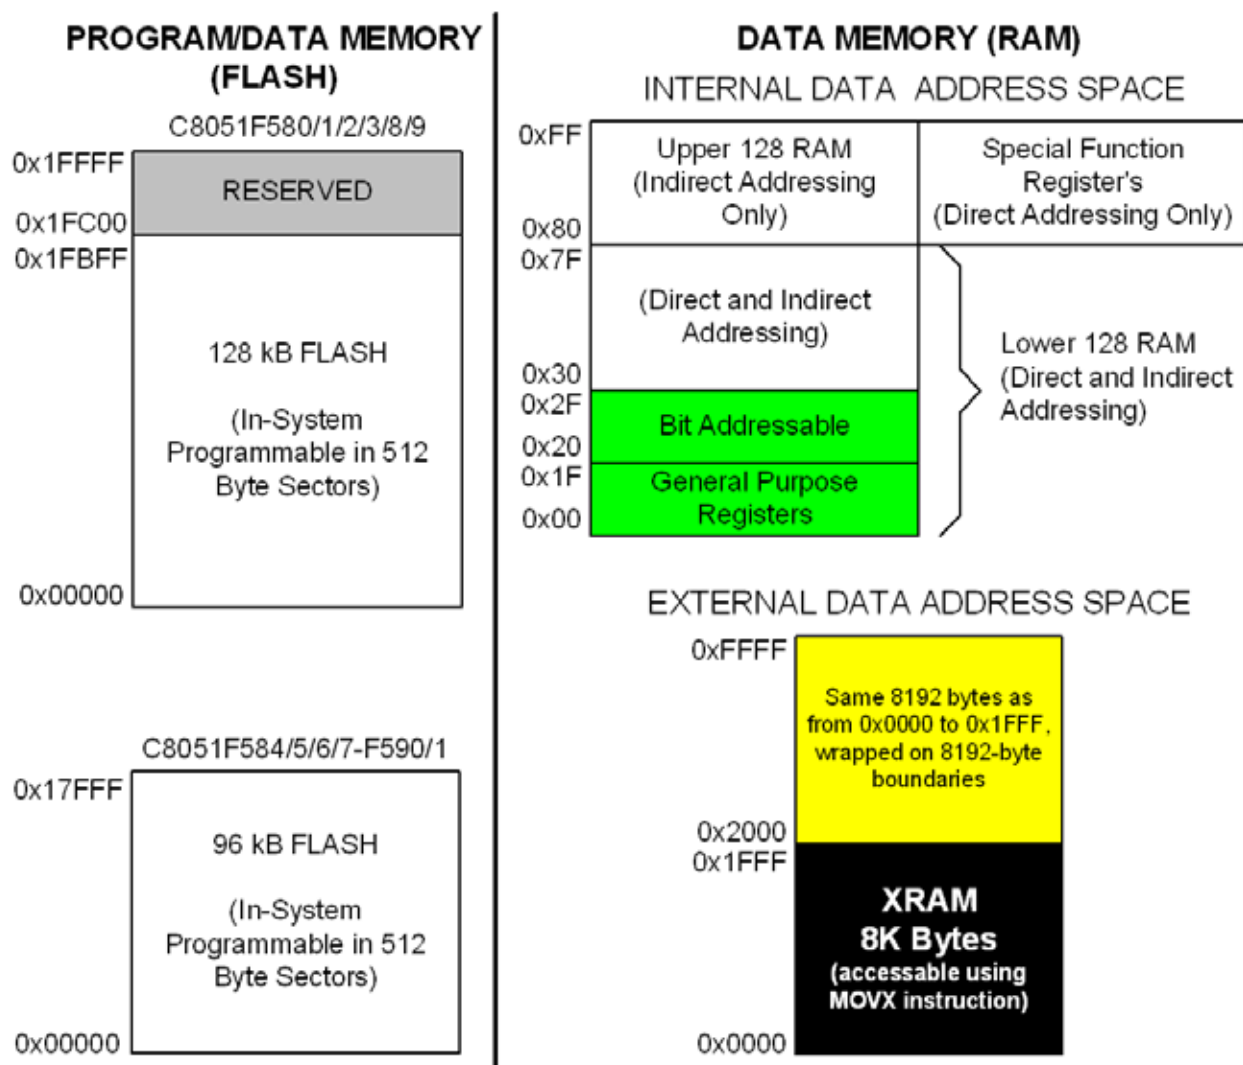 PROGRAM/DATA MEMORY
(FLASH)
C8051F580/1/2/3/8/9
0x1FFFF
RESERVED
0x1FC00
0x1FBFF
128 kB FLASH
(In-System
Programmable in 512
Byte Sectors)
0x00000
C8051F584/5/6/7-F590/1
0x17FFF
96 kB FLASH
(In-System
Programmable in 512
Byte Sectors)
0x00000
DATA MEMORY (RAM)
INTERNAL DATA ADDRESS SPACE
0xFF
Upper 128 RAM
(Indirect Addressing
Only)
0x80
Special Function
Register's
(Direct Addressing Only)
0x7F
(Direct and Indirect
Addressing)
0x30
Lower 128 RAM
(Direct and Indirect
Addressing)
0x2F
Bit Addressable
0x20
0x1F
General Purpose
Registers
0x00
EXTERNAL DATA ADDRESS SPACE
0xFFFF
Same 8192 bytes as
from 0x0000 to 0x1FFF,
wrapped on 8192-byte
boundaries
0x2000
0x1FFF
XRAM
8K Bytes
(accessable using
MOVX instruction)
0x0000